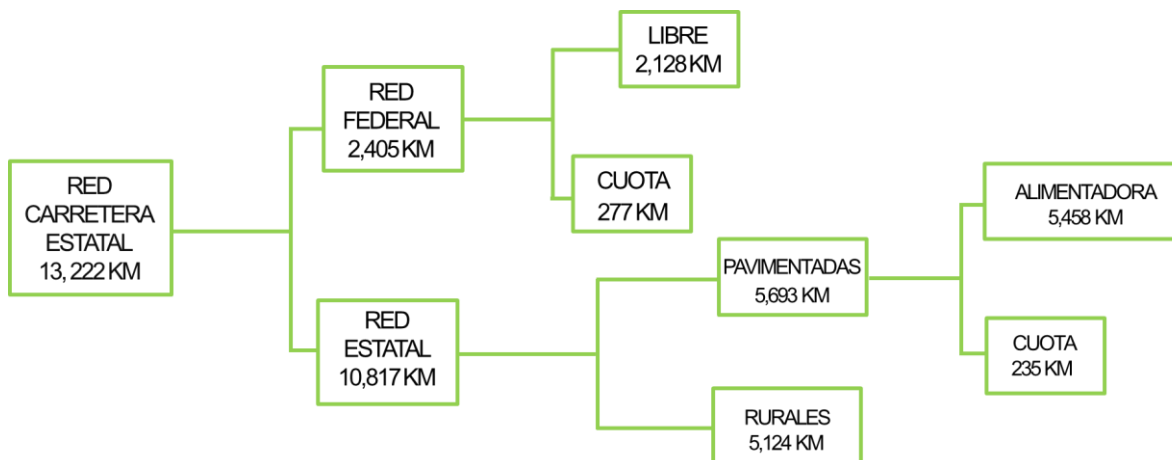 RED
CARRETERA
ESTATAL
13, 222 KM
RED
FEDERAL
2,405 KM
LIBRE
2,128 KM
CUOTA
277 KM
RED
ESTATAL
10,817 KM
PAVIMENTADAS
5,693 KM
ALIMENTADORA
5,458 KM
CUOTA
235 KM
RURALES
5,124 KM